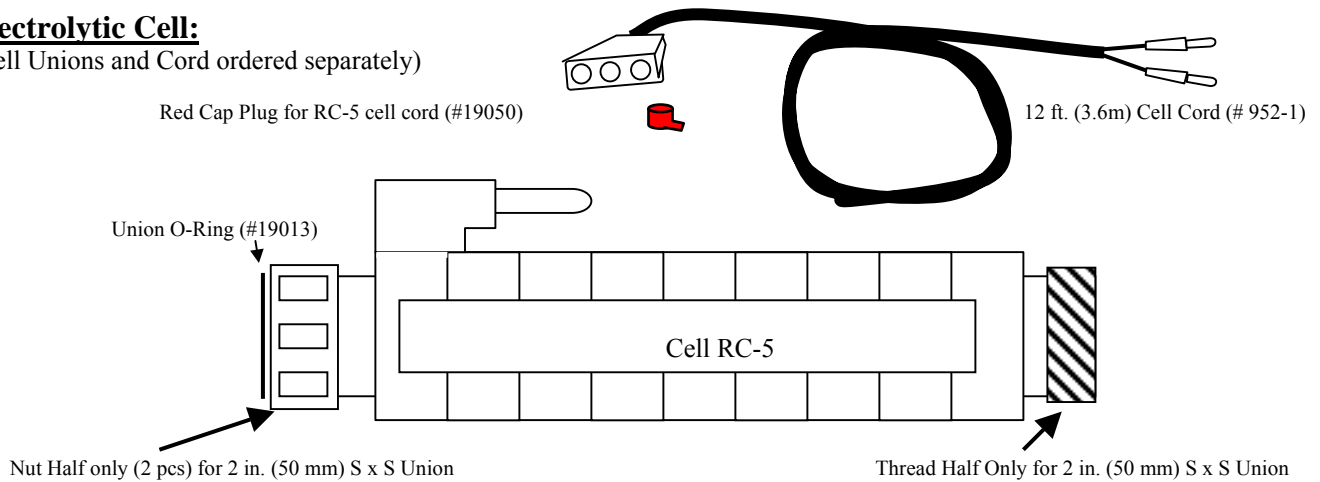 ectrolytic Cell:
ell Unions and Cord ordered separately)
Red Cap Plug for RC-5 cell cord (#19050)
12 ft. (3.6m) Cell Cord (# 952-1)
Union O-Ring (#19013)
Cell RC-5
Nut Half only (2 pcs) for 2 in. (50 mm) S x S Union
Thread Half Only for 2 in. (50 mm) S x S Union